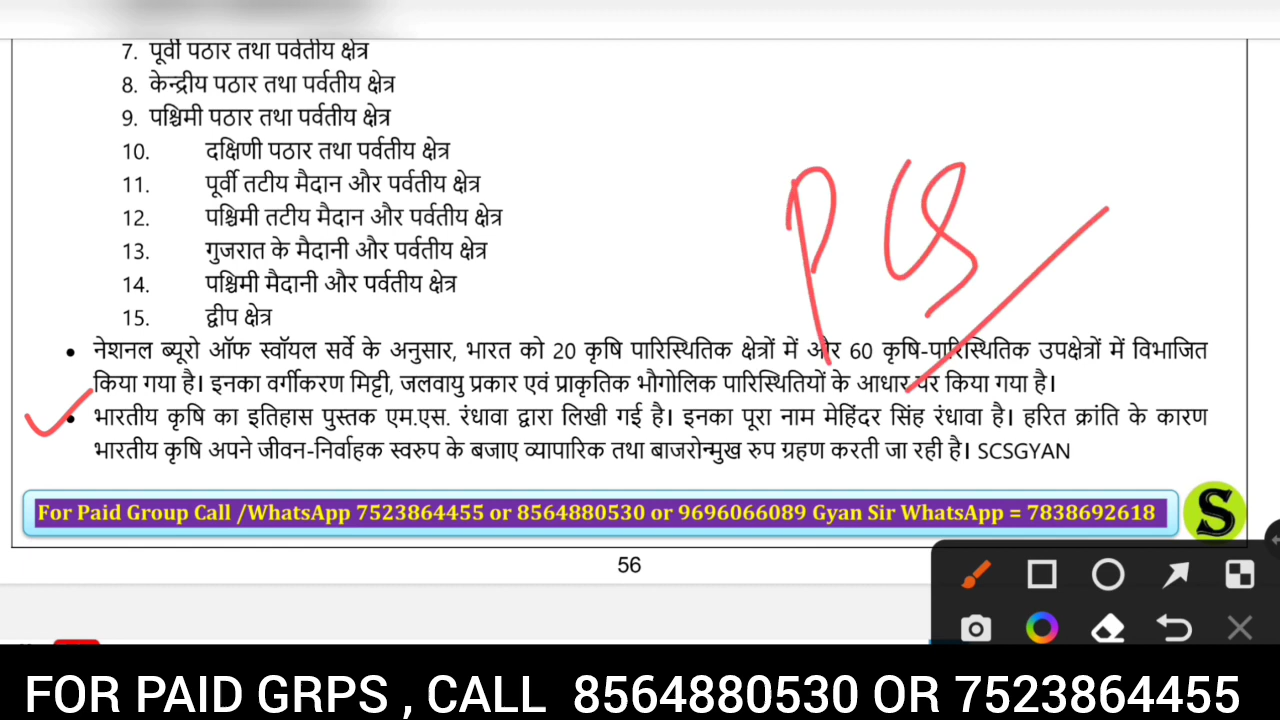 7. पूर्वी पठार तथा पर्वतीय क्षेत्र
8. केन्द्रीय पठार तथा पर्वतीय क्षेत्र
9. पश्चिमी पठार तथा पर्वतीय क्षेत्र
10. दक्षिणी पठार तथा पर्वतीय क्षेत्र
11. पूर्वी तटीय मैदान और पर्वतीय क्षेत्र
12. पश्चिमी तटीय मैदान और पर्वतीय क्षेत्र
13. गुजरात के मैदानी और पर्वतीय क्षेत्र
14. पश्चिमी मैदानी और पर्वतीय क्षेत्र
15. द्वीप क्षेत्र
PCS
• नेशनल ब्यूरो ऑफ स्वॉयल सर्वे के अनुसार, भारत को 20 कृषि पारिस्थितिक क्षेत्रों में और 60 कृषि-पारिस्थितिक उपक्षेत्रों में विभाजित
किया गया है। इनका वर्गीकरण मिट्टी, जलवायु प्रकार एवं प्राकृतिक भौगोलिक पारिस्थितियों के आधार पर किया गया है।
• भारतीय कृषि का इतिहास पुस्तक एम.एस. रंधावा द्वारा लिखी गई है। इनका पूरा नाम मेहिंदर सिंह रंधावा है। हरित क्रांति के कारण
भारतीय कृषि अपने जीवन-निर्वाहक स्वरुप के बजाए व्यापारिक तथा बाजरोन्मुख रुप ग्रहण करती जा रही है। SCSGYAN
For Paid Group Call /WhatsApp 7523864455 or 8564880530 or 9696066089 Gyan Sir WhatsApp = 7838692618
S
56
FOR PAID GRPS , CALL 8564880530 OR 7523864455